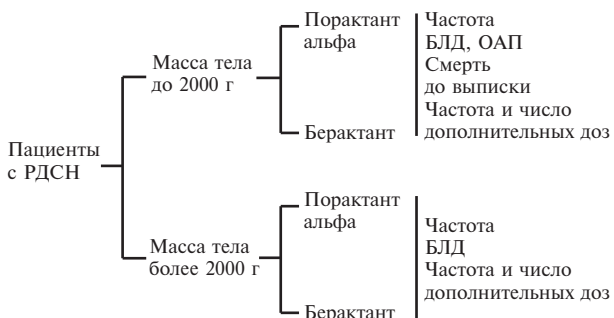 Пациенты
с РДСН
Масса тела
до 2000 г
Порактант
альфа
Берактант
Частота
БЛД, ОАП
Смерть
до выписки
Частота и число
дополнительных доз
Масса тела
более 2000 г
Порактант
альфа
Берактант
Частота
БЛД
Частота и число
дополнительных доз